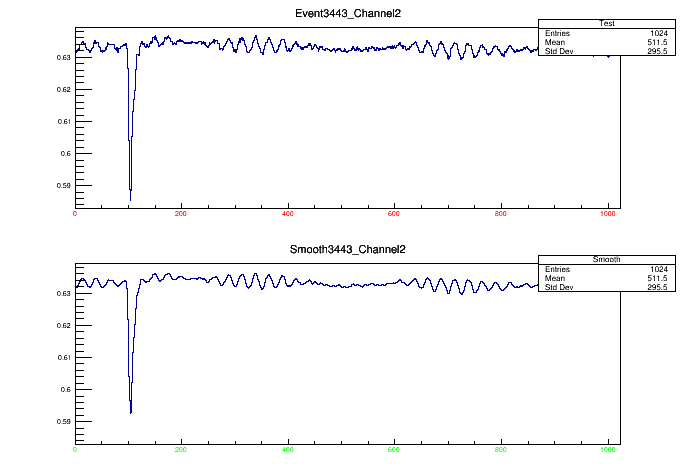 Event3443_Channel2
Test
Entries 1024
Mean 511.5
Std Dev 295.5
0.63
0.62
0.61
0.6
0.59
0 200 400 600 800 1000
Smooth3443_Channel2
Smooth
Entries 1024
Mean 511.5
Std Dev 295.5
0.63
0.62
0.61
0.6
0.59
0 200 400 600 800 1000